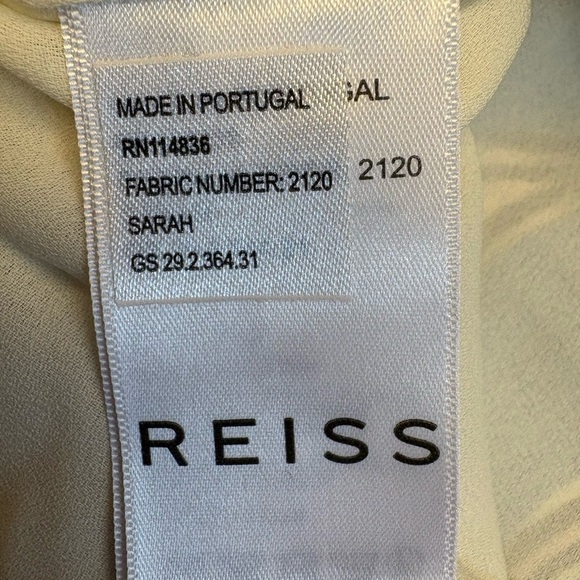 MADE IN PORTUGAL
GAL
RN114836
FABRIC NUMBER: 2120
2120
SARAH
GS 29.2.364.31
REISS